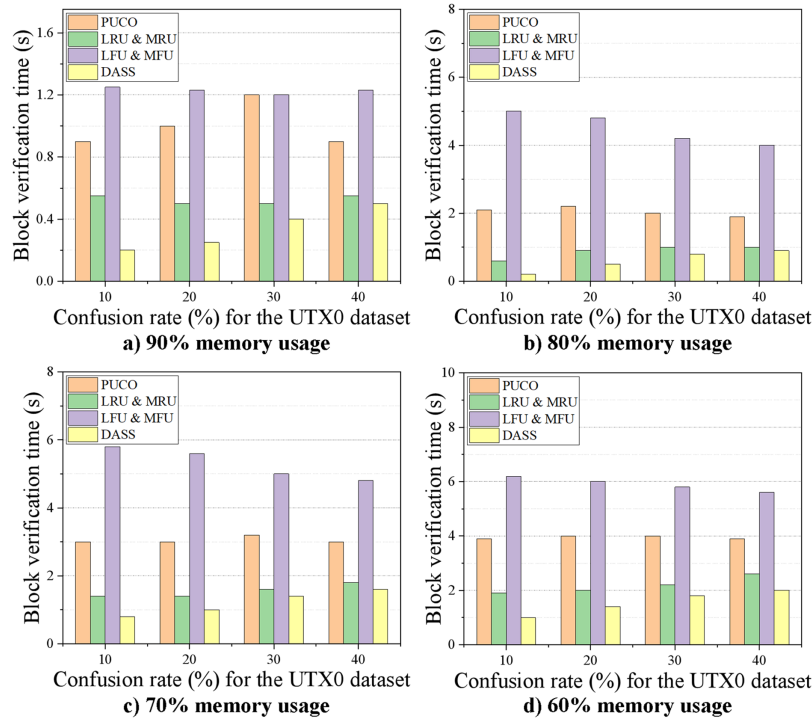 Block verification time (s)
1.6
1.2
0.8
0.4
0.0
PUCO
LRU & MRU
LFU & MFU
DASS
10 20 30 40
Confusion rate (%) for the UTX0 dataset
a) 90% memory usage
Block verification time (s)
8
6
4
2
0
PUCO
LRU & MRU
LFU & MFU
DASS
10 20 30 40
Confusion rate (%) for the UTX0 dataset
b) 80% memory usage
Block verification time (s)
8
6
4
2
0
PUCO
LRU & MRU
LFU & MFU
DASS
10 20 30 40
Confusion rate (%) for the UTX0 dataset
c) 70% memory usage
Block verification time (s)
10
8
6
4
2
0
PUCO
LRU & MRU
LFU & MFU
DASS
10 20 30 40
Confusion rate (%) for the UTX0 dataset
d) 60% memory usage